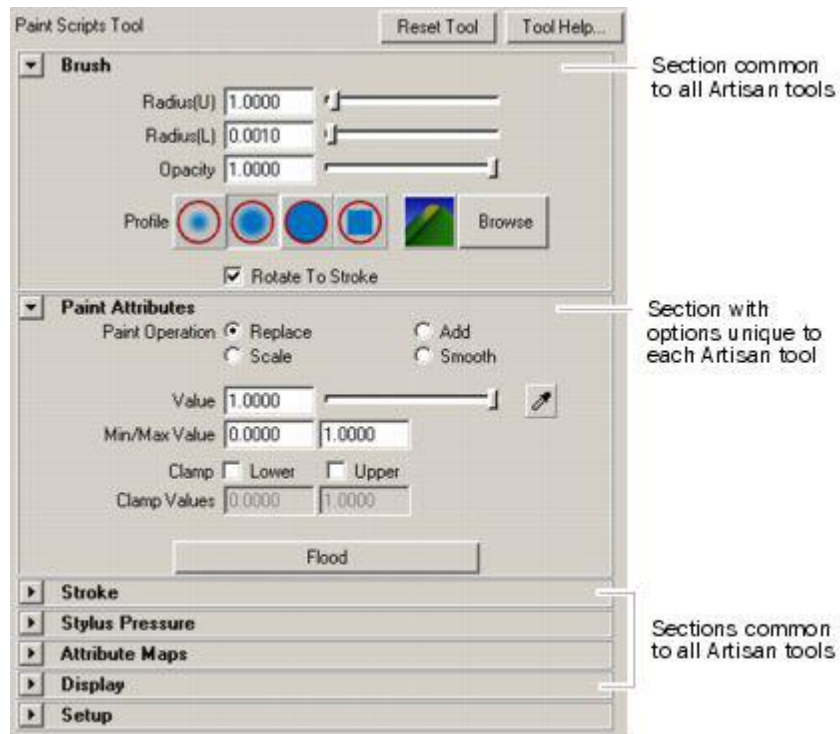 Paint Scripts Tool Reset Tool Tool Help...
Brush
Section common
to all Artisan tools
Radius(U) 1.0000
Radius(L) 0.0010
Opacity 1.0000
Profile Browse
Rotate To Stroke
Paint Attributes
Section with
options unique to
each Artisan tool
Paint Operation Replace Add
Scale Smooth
Value 1.0000
Min/Max Value 0.0000 1.0000
Clamp Lower Upper
Clamp Values 0.0000 1.0000
Flood
Stroke
Stylus Pressure
Attribute Maps
Display
Setup
Sections common
to all Artisan tools